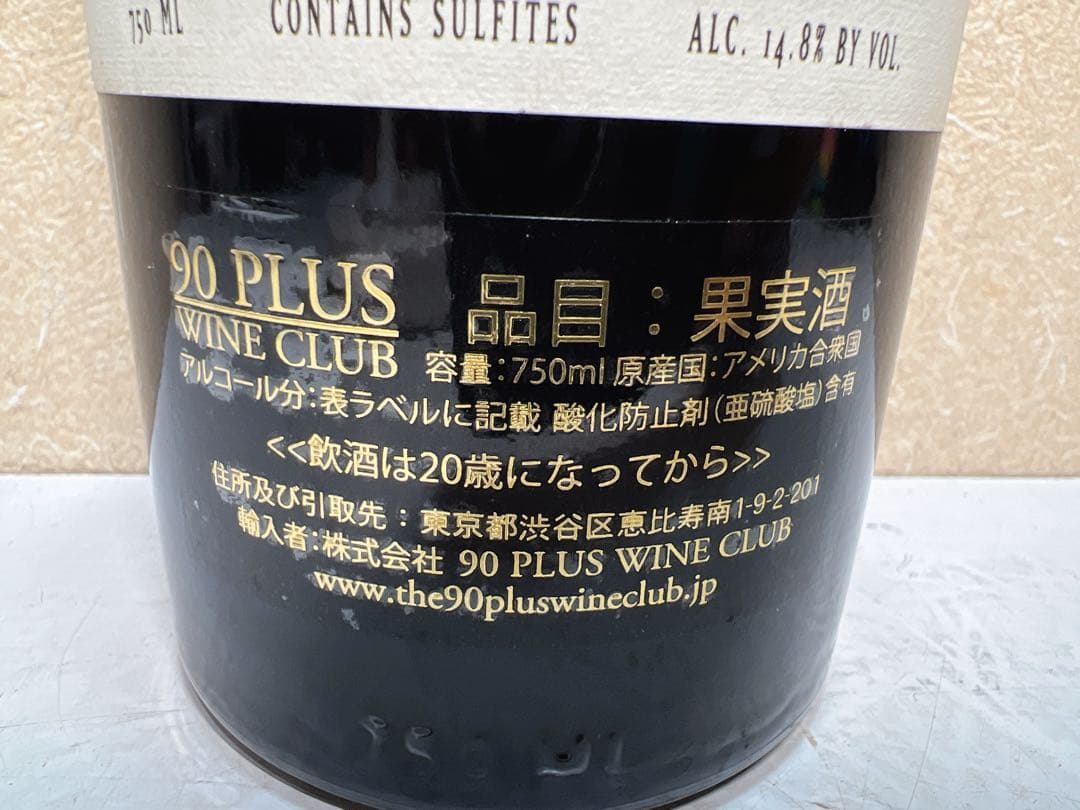 750 ML CONTAINS SULFITES ALC. 14.8% BY VOL.
90 PLUS
WINE CLUB
品目：果実酒
容量：750ml 原産国：アメリカ合衆国
アルコール分：表ラベルに記載 酸化防止剤（亜硫酸塩）含有
<<飲酒は20歳になってから>>
住所及び引取先：東京都渋谷区恵比寿南1-9-2-201
輸入者：株式会社 90 PLUS WINE CLUB
www.the90pluswineclub.jp